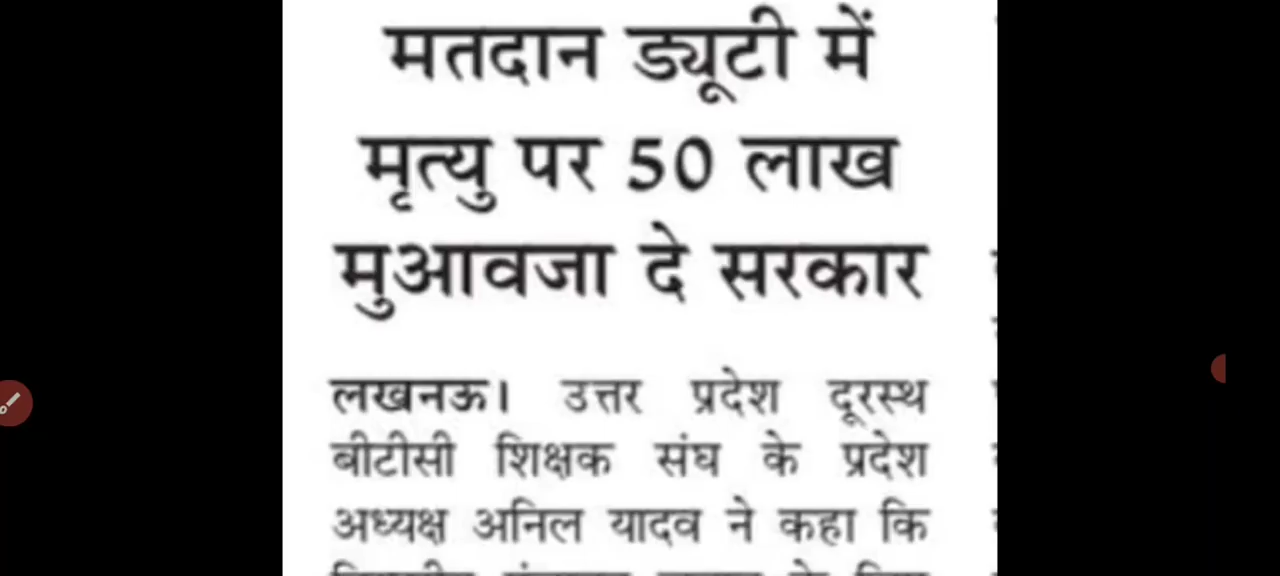 मतदान ड्यूटी में
मृत्यु पर 50 लाख
मुआवजा दे सरकार
लखनऊ। उत्तर प्रदेश दूरस्थ
बीटीसी शिक्षक संघ के प्रदेश
अध्यक्ष अनिल यादव ने कहा कि